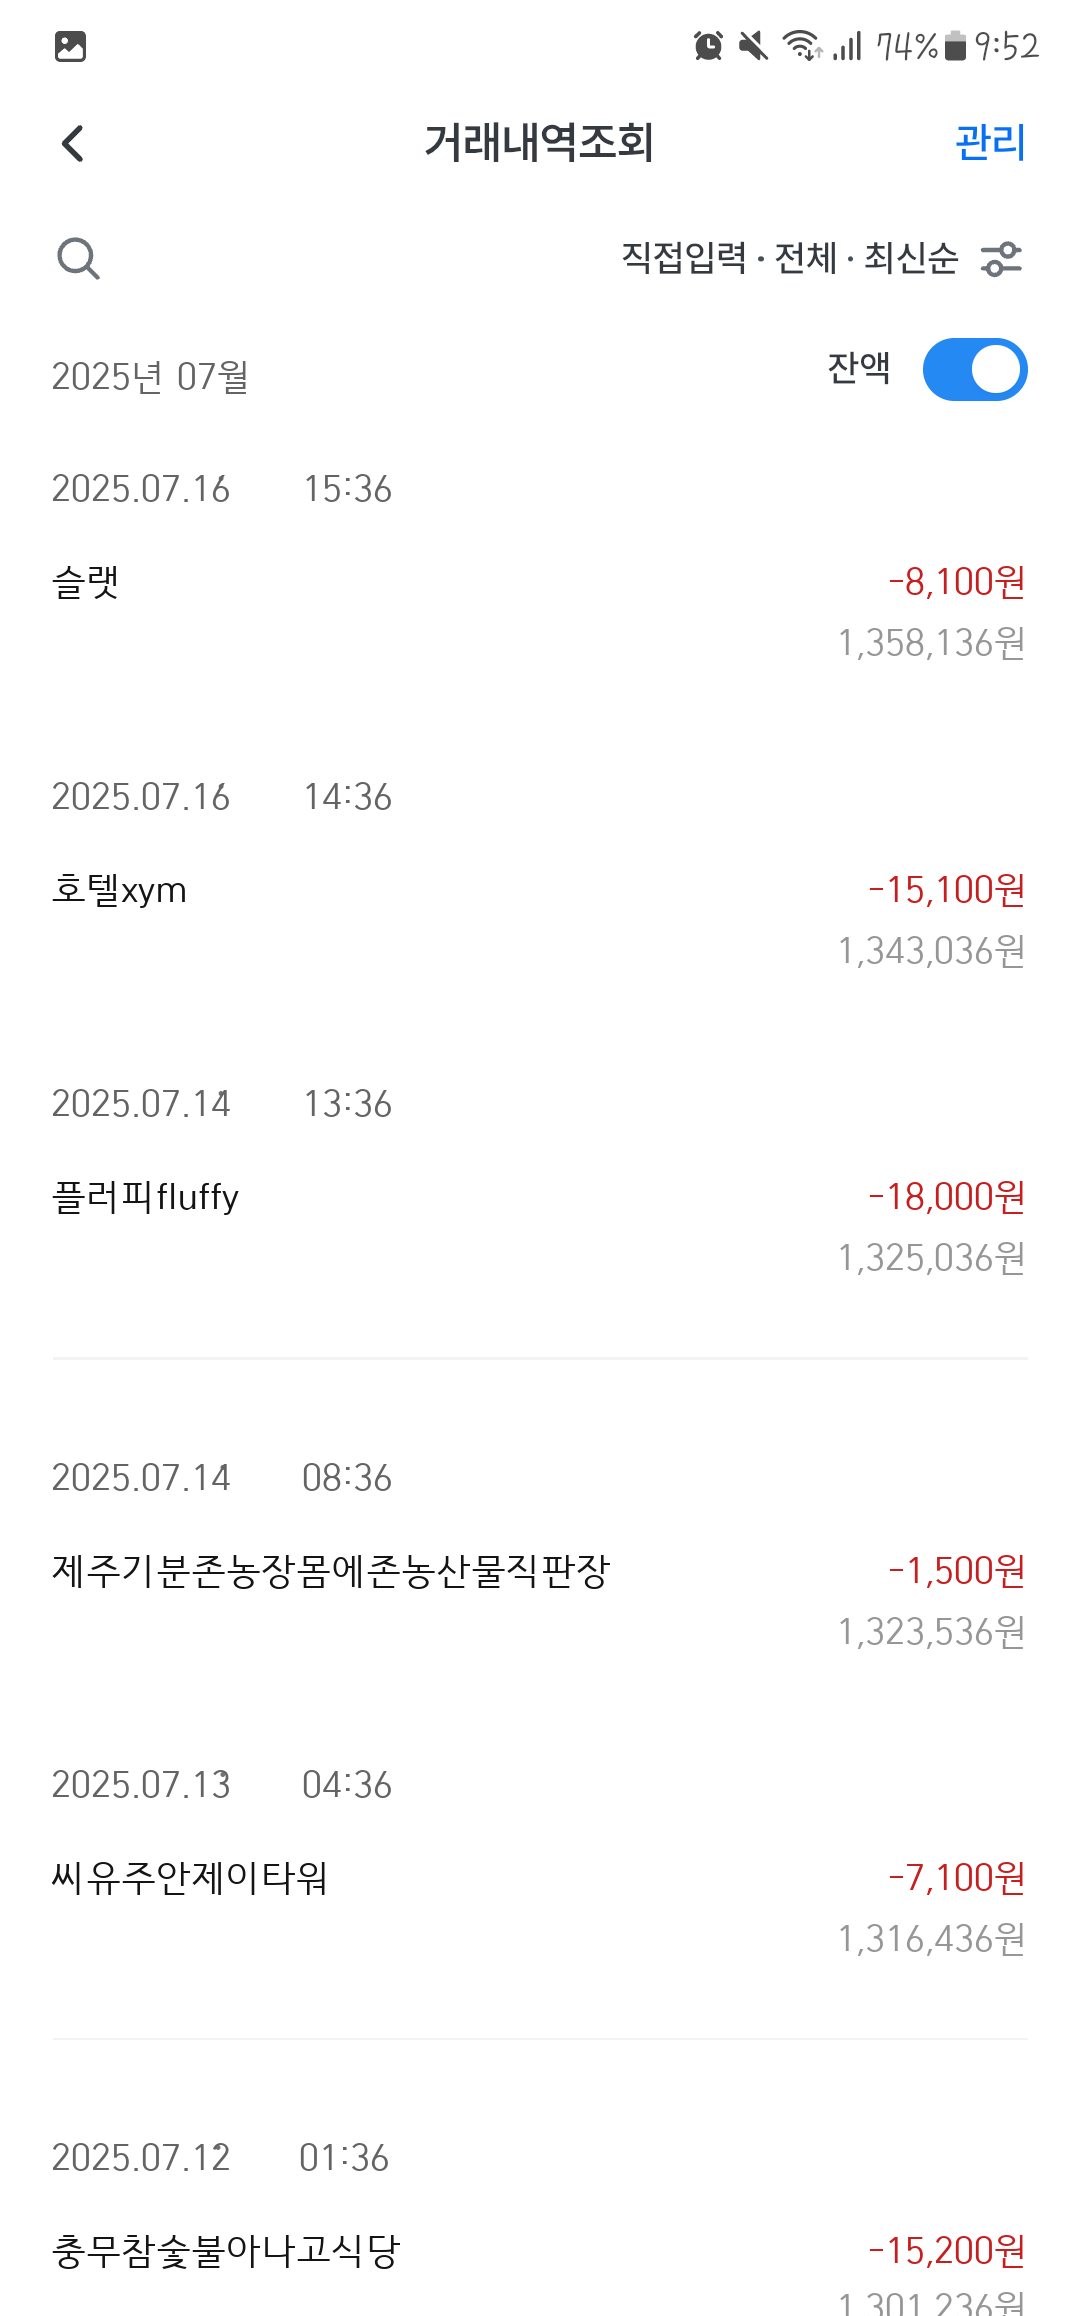 74% 9:52
거래내역조회 관리
직접입력 · 전체 · 최신순
2025년 07월 잔액
2025.07.16 15:36
슬랫 -8,100원
1,358,136원
2025.07.16 14:36
호텔xym -15,100원
1,343,036원
2025.07.14 13:36
플러피fluffy -18,000원
1,325,036원
2025.07.14 08:36
제주기분존농장몸에존농산물직판장 -1,500원
1,323,536원
2025.07.13 04:36
씨유주안제이타워 -7,100원
1,316,436원
2025.07.12 01:36
충무참숯불아나고식당 -15,200원
1,301,236원